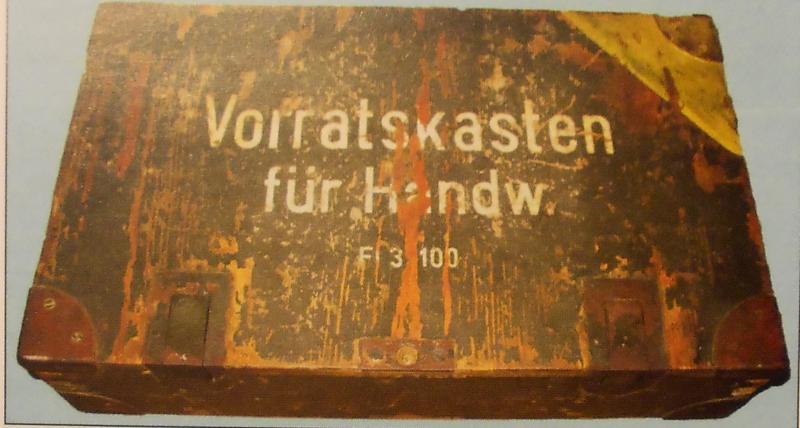 Vorratskasten
für Handw.
Fl 3 100